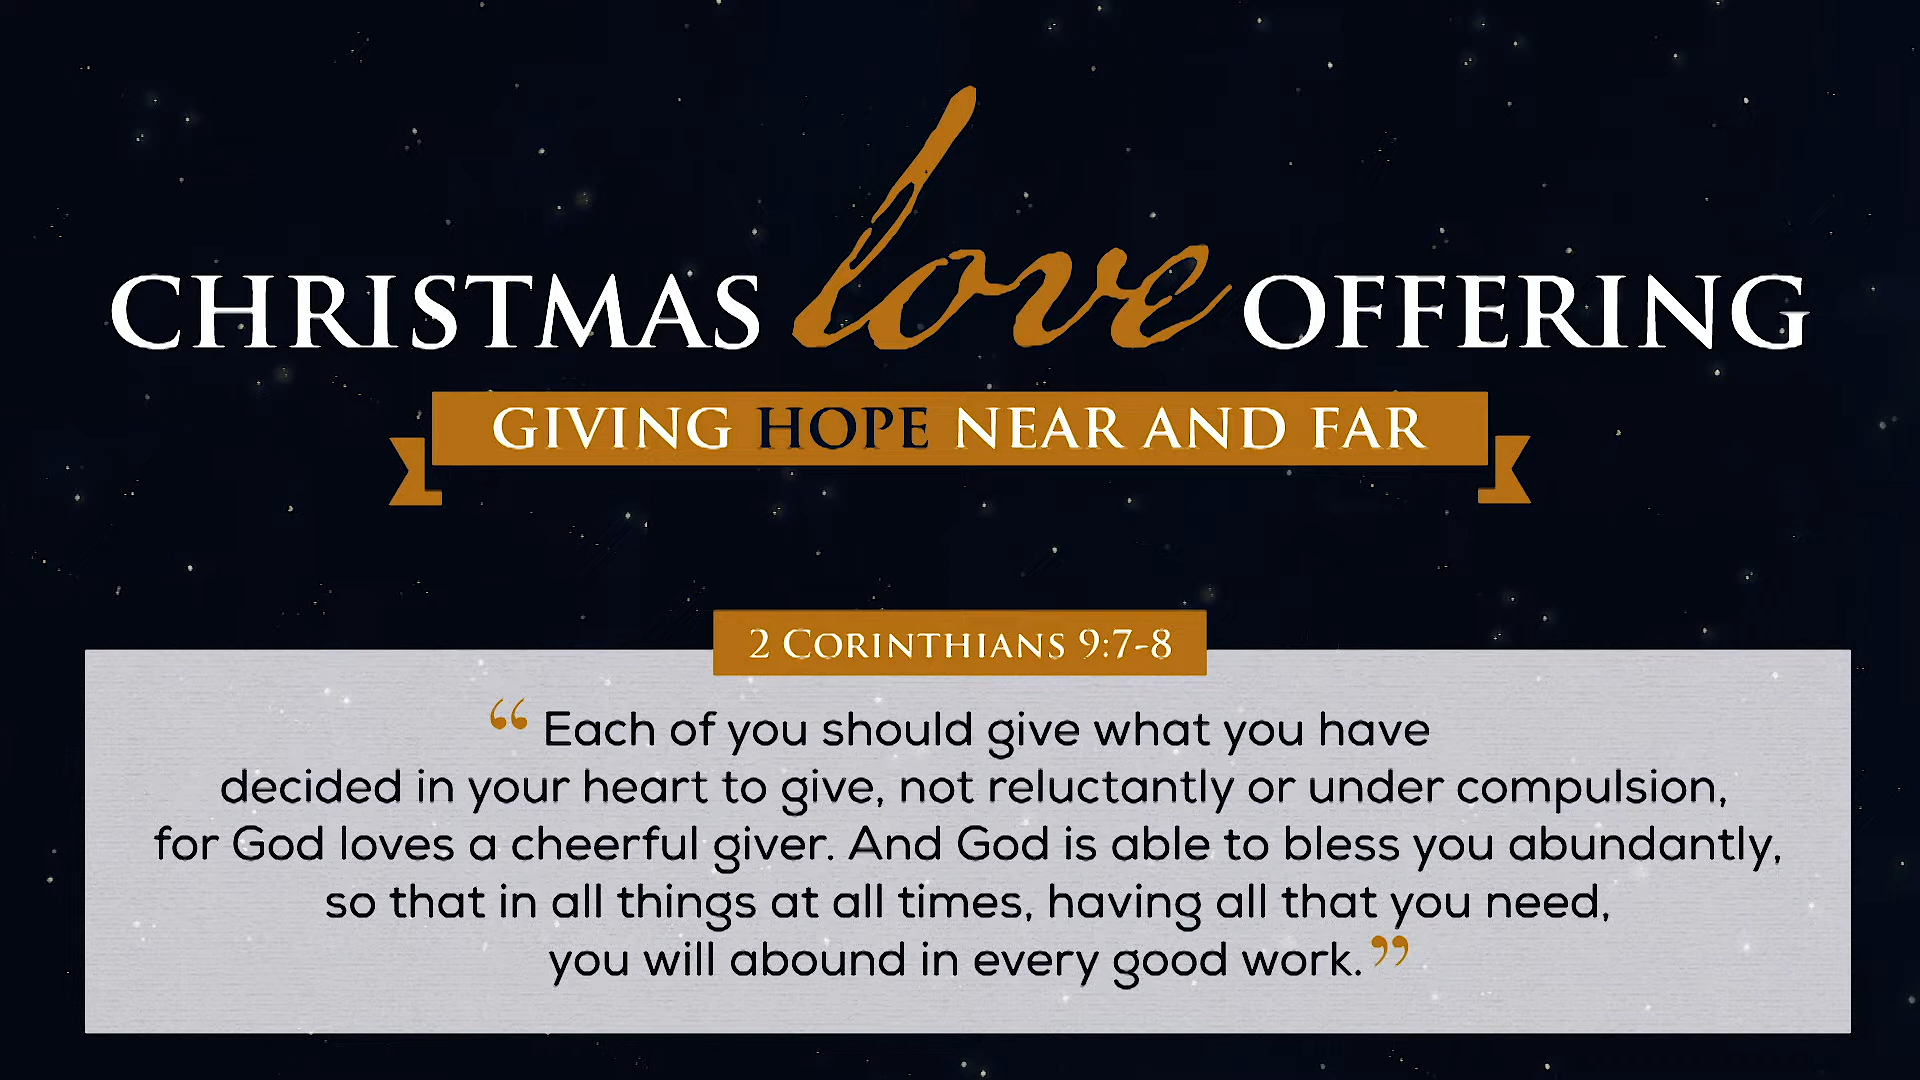 CHRISTMAS love OFFERING
GIVING HOPE NEAR AND FAR
2 CORINTHIANS 9:7-8
“ Each of you should give what you have
decided in your heart to give, not reluctantly or under compulsion,
for God loves a cheerful giver. And God is able to bless you abundantly,
so that in all things at all times, having all that you need,
you will abound in every good work. ”